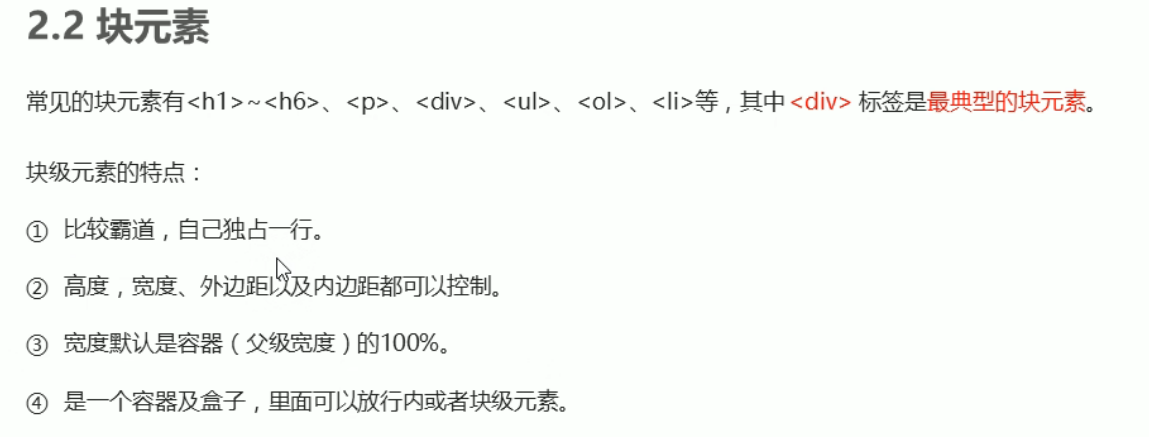 2.2 块元素
常见的块元素有<h1>~<h6>、<p>、<div>、<ul>、<ol>、<li>等，其中 <div> 标签是最典型的块元素。
块级元素的特点：
① 比较霸道，自己独占一行。
② 高度，宽度、外边距以及内边距都可以控制。
③ 宽度默认是容器（父级宽度）的100%。
④ 是一个容器及盒子，里面可以放行内或者块级元素。